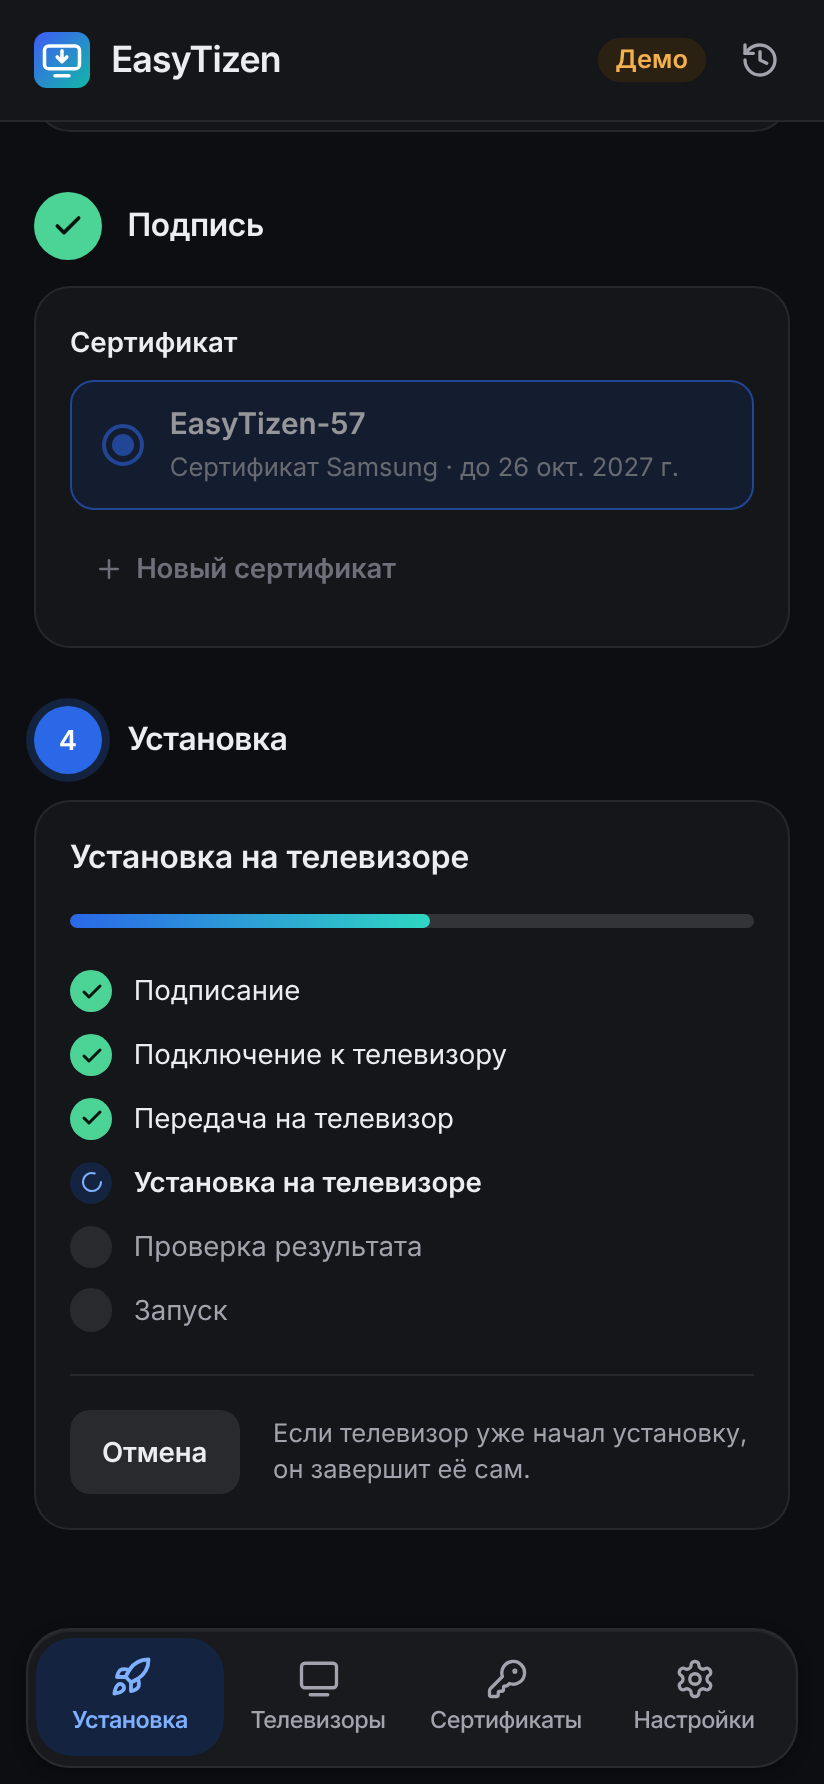 EasyTizen
Демо
Подпись
Сертификат
EasyTizen-57
Сертификат Samsung · до 26 окт. 2027 г.
Новый сертификат
4
Установка
Установка на телевизоре
Подписание
Подключение к телевизору
Передача на телевизор
Установка на телевизоре
Проверка результата
Запуск
Отмена
Если телевизор уже начал установку,
он завершит её сам.
Установка
Телевизоры
Сертификаты
Настройки